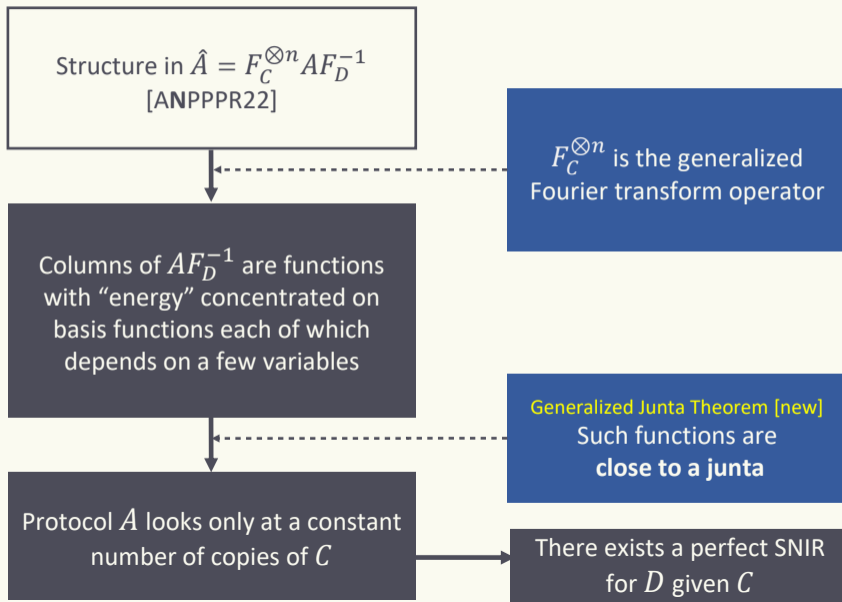 Structure in Â = F_C^{⊗n} A F_D^{-1}
[ANPPPR22]
F_C^{⊗n} is the generalized
Fourier transform operator
Columns of AF_D^{-1} are functions
with “energy” concentrated on
basis functions each of which
depends on a few variables
Generalized Junta Theorem [new]
Such functions are
close to a junta
Protocol A looks only at a constant
number of copies of C
There exists a perfect SNIR
for D given C